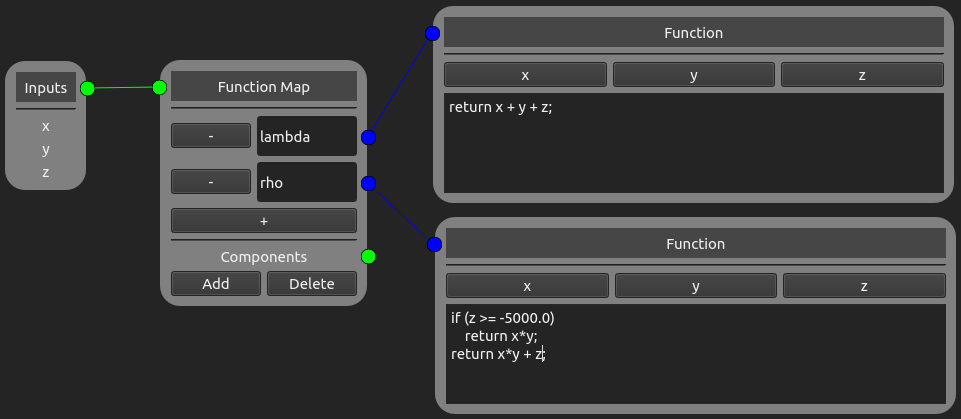 Inputs
x
y
z
Function Map
- lambda
- rho
+
Components
Add Delete
Function
x y z
return x + y + z;
Function
x y z
if (z >= -5000.0)
    return x*y;
return x*y + z;